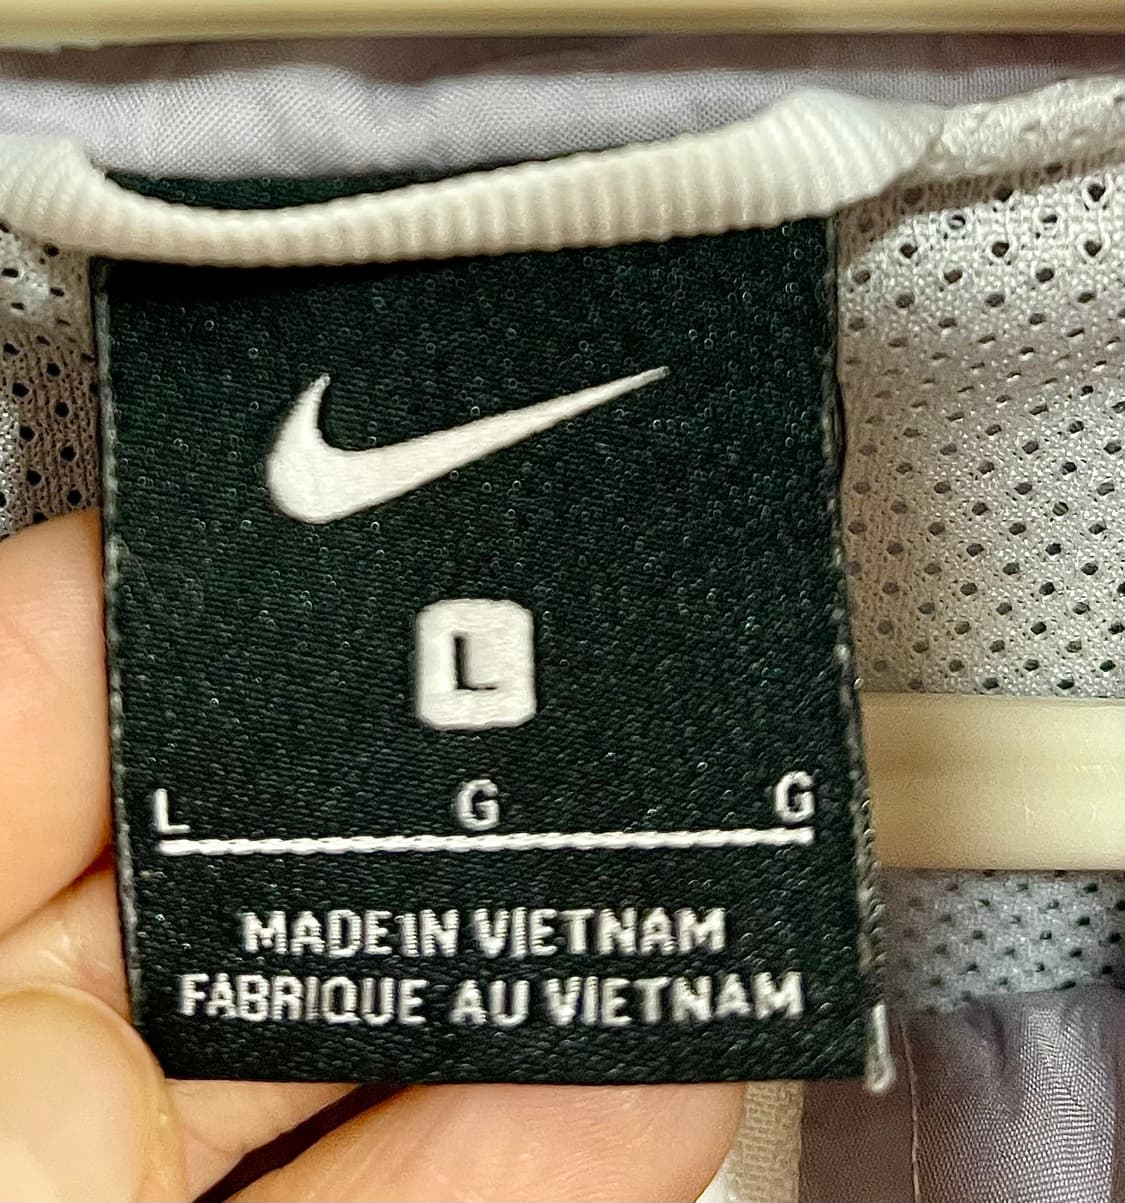 L
L G G
MADE IN VIETNAM
FABRIQUE AU VIETNAM